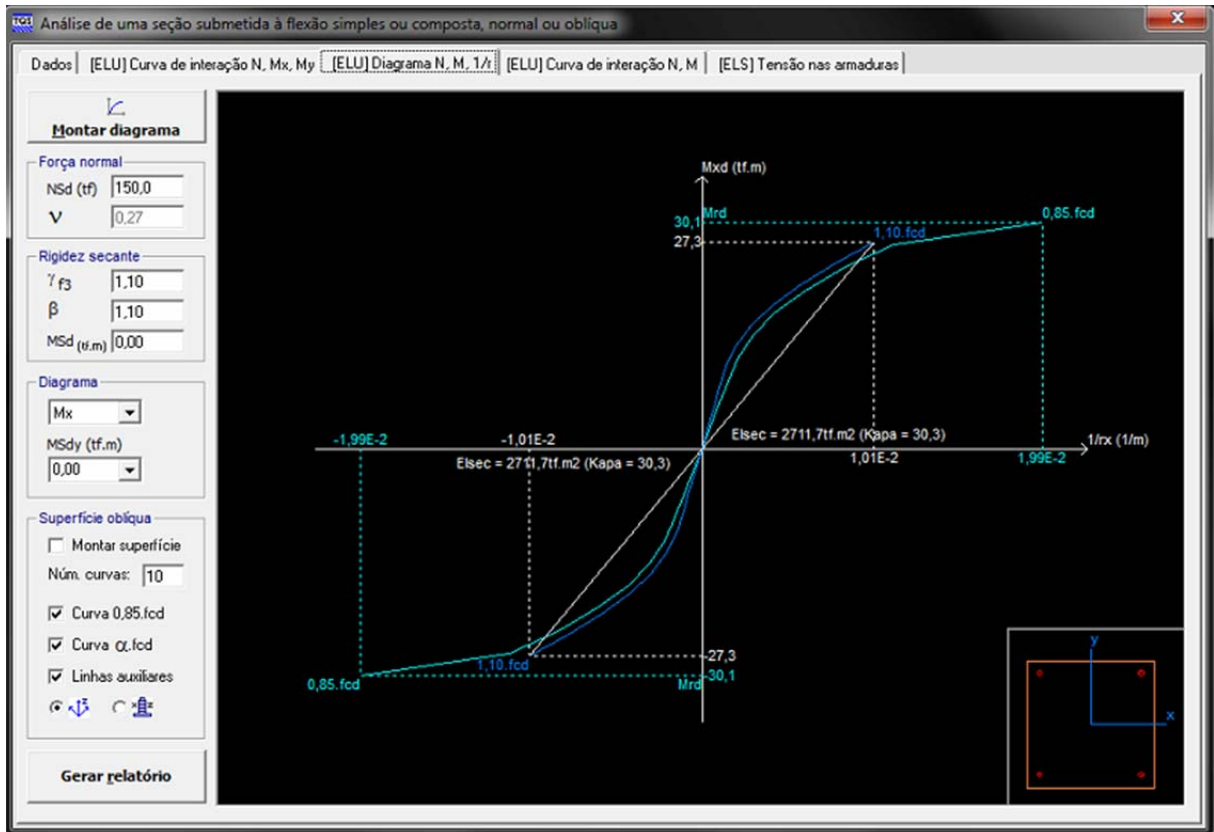 TQS Análise de uma seção submetida à flexão simples ou composta, normal ou oblíqua
Dados [ELU] Curva de interação N, Mx, My [ELU] Diagrama N, M, 1/r [ELU] Curva de interação N, M [ELS] Tensão nas armaduras
Montar diagrama
Força normal
NSd (tf) 150,0
ν 0,27
Rigidez secante
γf3 1,10
β 1,10
MSd (tf.m) 0,00
Diagrama
Mx
MSdy (tf.m)
0,00
Superfície oblíqua
Montar superfície
Núm. curvas: 10
Curva 0,85.fcd
Curva α.fcd
Linhas auxiliares
Gerar relatório
Mxd (tf.m)
30,1 Mrd 0,85.fcd
1,10.fcd
27,3
-1,99E-2 -1,01E-2
EIsec = 2711,7tf.m2 (Kapa = 30,3)
1/rx (1/m)
EIsec = 2711,7tf.m2 (Kapa = 30,3)
1,01E-2 1,99E-2
-27,3
1,10.fcd
-30,1
0,85.fcd Mrd
y
x